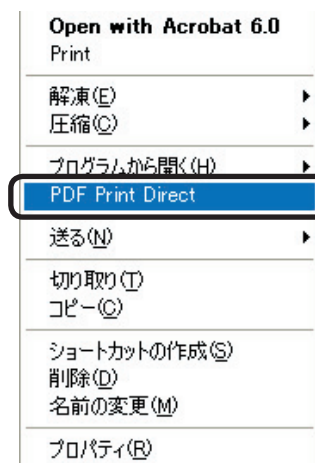 Open with Acrobat 6.0
Print
解凍(E)
圧縮(C)
プログラムから開く(H)
PDF Print Direct
送る(N)
切り取り(T)
コピー(C)
ショートカットの作成(S)
削除(D)
名前の変更(M)
プロパティ(R)